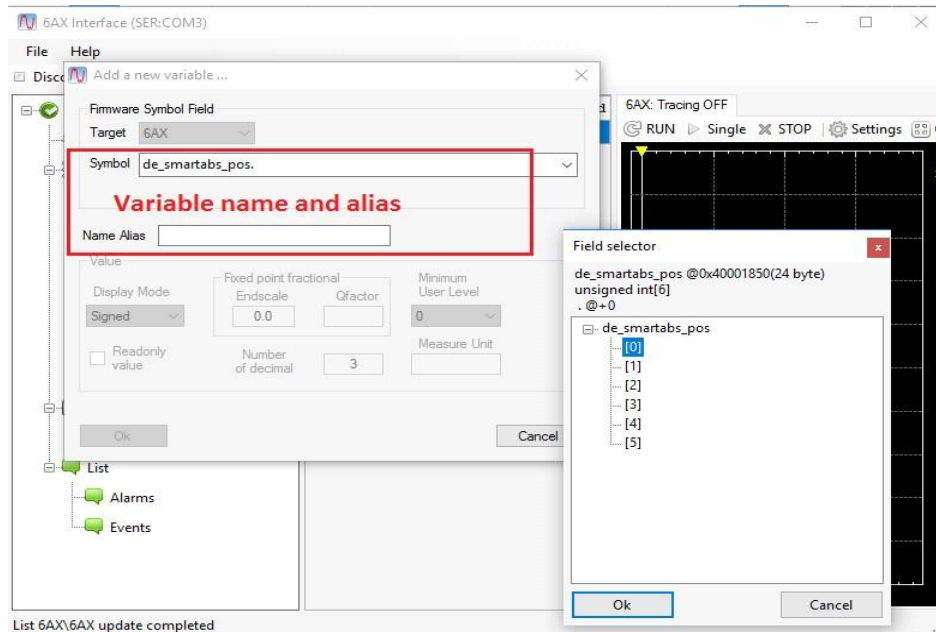 6AX Interface (SER:COM3)
File Help
Disco
Add a new variable ...
Firmware Symbol Field
Target 6AX
Symbol de_smartabs_pos.
Variable name and alias
Name Alias
Value
Display Mode
Signed
Fixed point fractional
Endscale Qfactor
0.0
Minimum
User Level
0
Readonly
value
Number
of decimal
3
Measure Unit
Ok Cancel
List
Alarms
Events
6AX: Tracing OFF
RUN Single STOP Settings
Field selector
de_smartabs_pos @0x40001850(24 byte)
unsigned int[6]
. @+0
de_smartabs_pos
[0]
[1]
[2]
[3]
[4]
[5]
Ok Cancel
List 6AX\6AX update completed